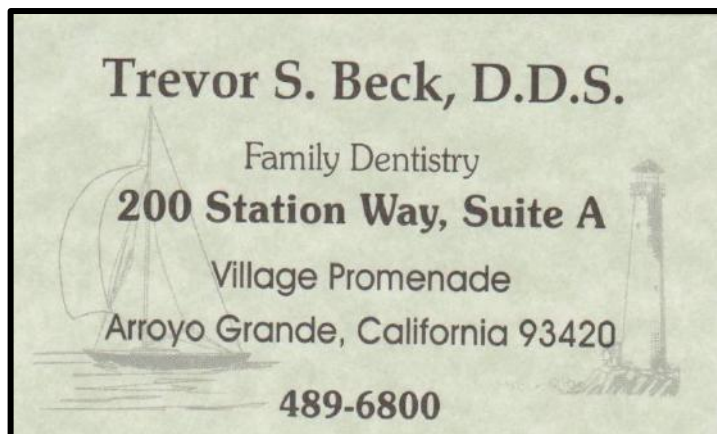 Trevor S. Beck, D.D.S.
Family Dentistry
200 Station Way, Suite A
Village Promenade
Arroyo Grande, California 93420
489-6800